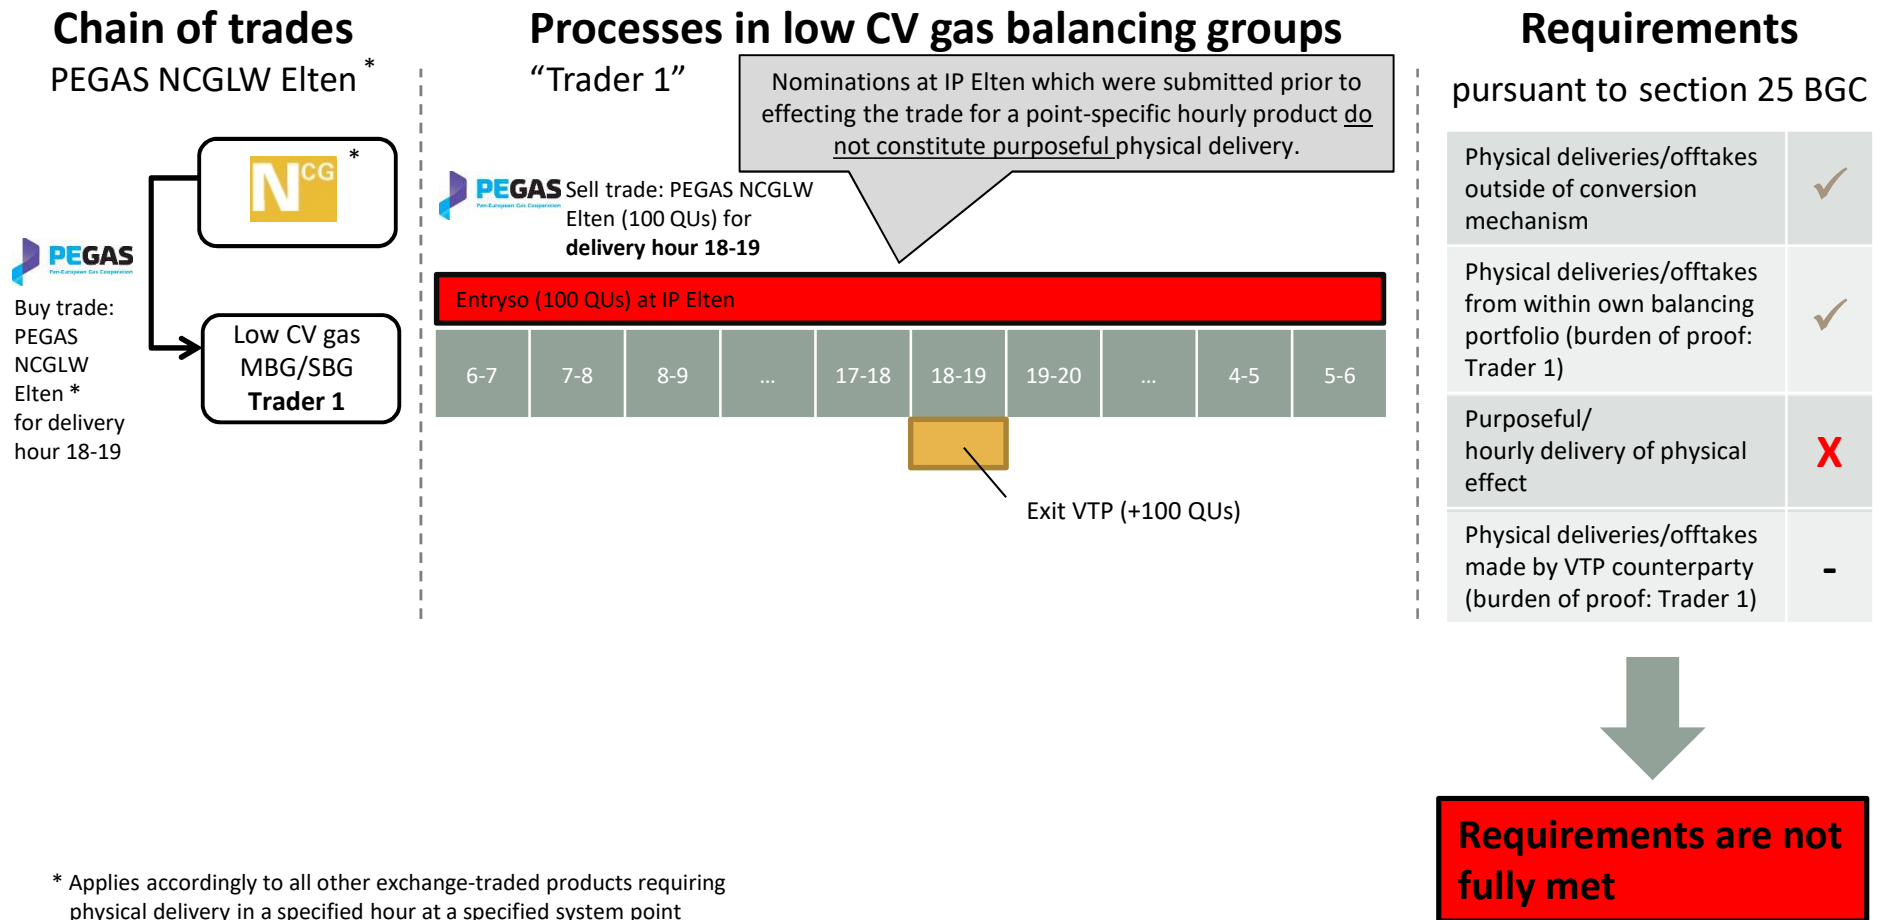 Chain of trades
PEGAS NCGLW Elten *
NCG *
PEGAS
Pan-European Gas Cooperation
Buy trade:
PEGAS
NCGLW
Elten *
for delivery
hour 18-19
Low CV gas
MBG/SBG
Trader 1
Processes in low CV gas balancing groups
“Trader 1”
Nominations at IP Elten which were submitted prior to
effecting the trade for a point-specific hourly product do
not constitute purposeful physical delivery.
PEGAS
Pan-European Gas Cooperation
Sell trade: PEGAS NCGLW
Elten (100 QUs) for
delivery hour 18-19
Entryso (100 QUs) at IP Elten
6-7 7-8 8-9 ... 17-18 18-19 19-20 ... 4-5 5-6
Exit VTP (+100 QUs)
Requirements
pursuant to section 25 BGC
Physical deliveries/offtakes
outside of conversion
mechanism
✓
Physical deliveries/offtakes
from within own balancing
portfolio (burden of proof:
Trader 1)
✓
Purposeful/
hourly delivery of physical
effect
X
Physical deliveries/offtakes
made by VTP counterparty
(burden of proof: Trader 1)
-
Requirements are not
fully met
* Applies accordingly to all other exchange-traded products requiring
physical delivery in a specified hour at a specified system point